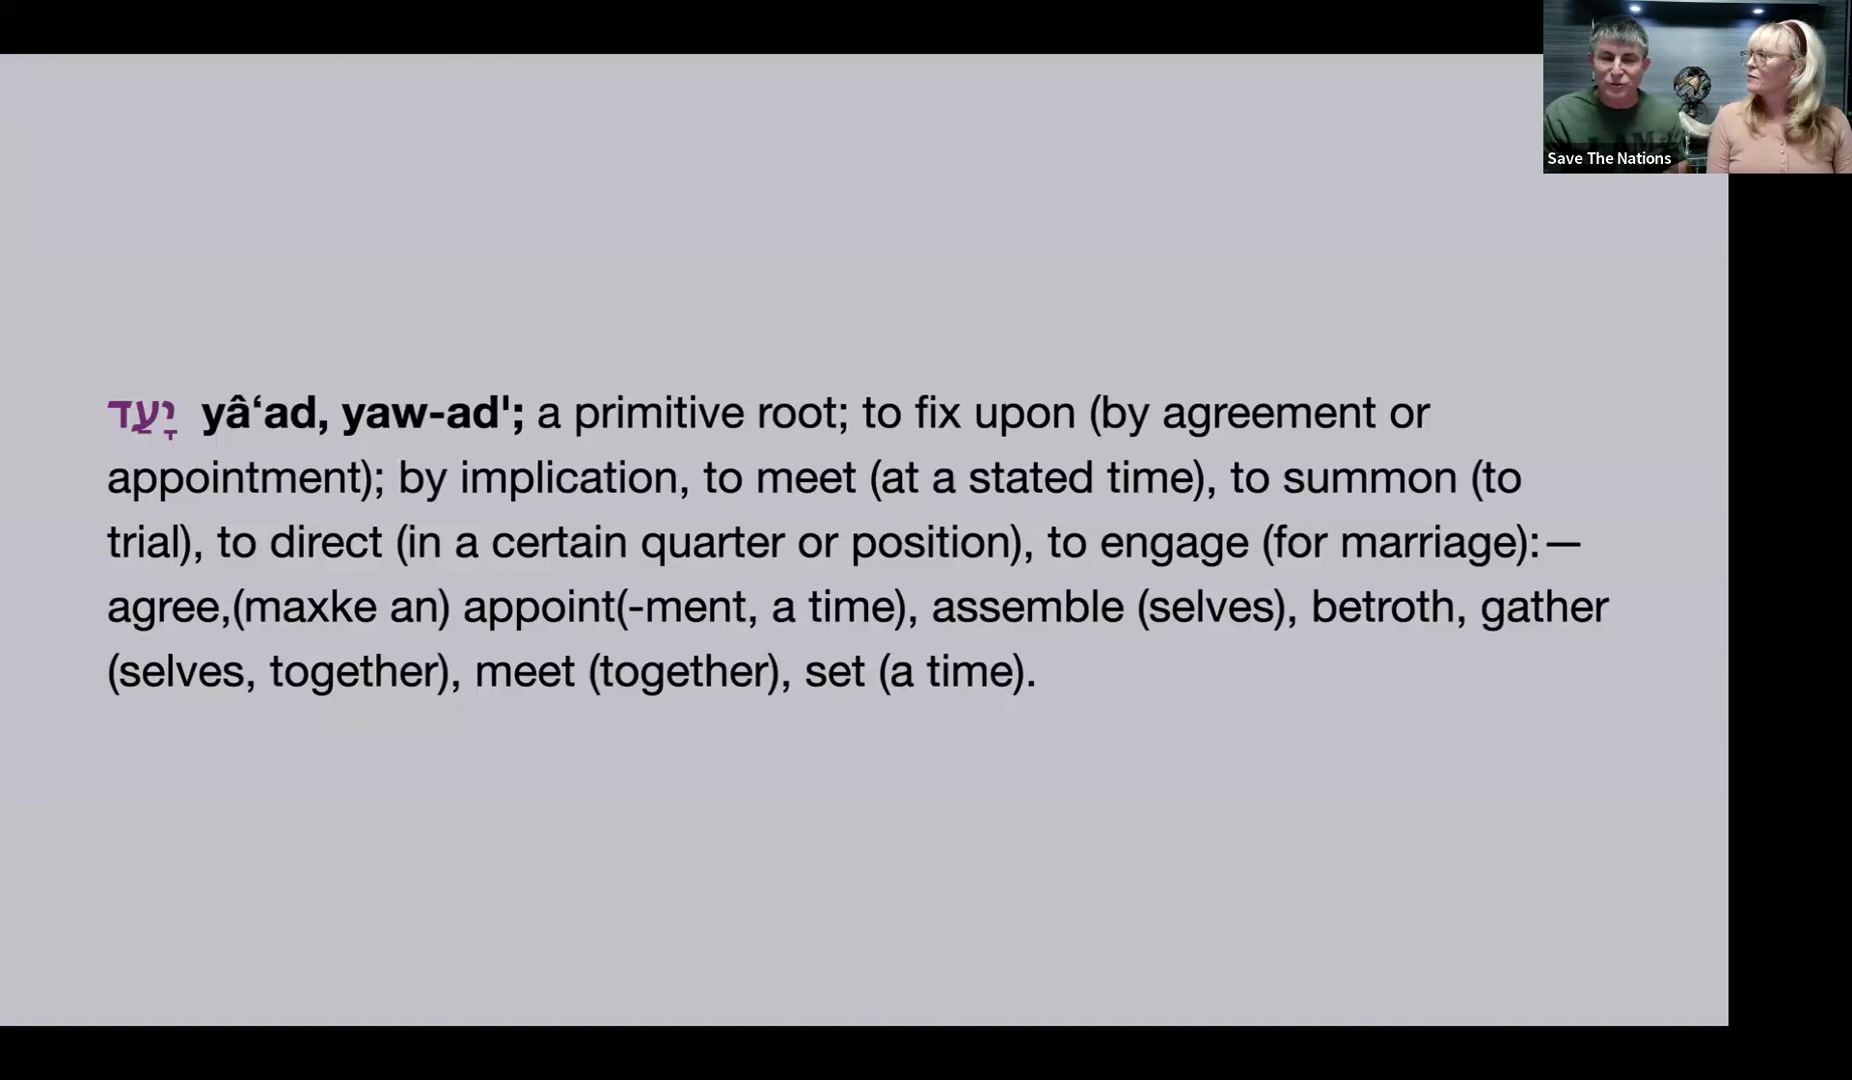 Save The Nations
יָעַד yâ‘ad, yaw-ad'; a primitive root; to fix upon (by agreement or
appointment); by implication, to meet (at a stated time), to summon (to
trial), to direct (in a certain quarter or position), to engage (for marriage):—
agree,(maxke an) appoint(-ment, a time), assemble (selves), betroth, gather
(selves, together), meet (together), set (a time).